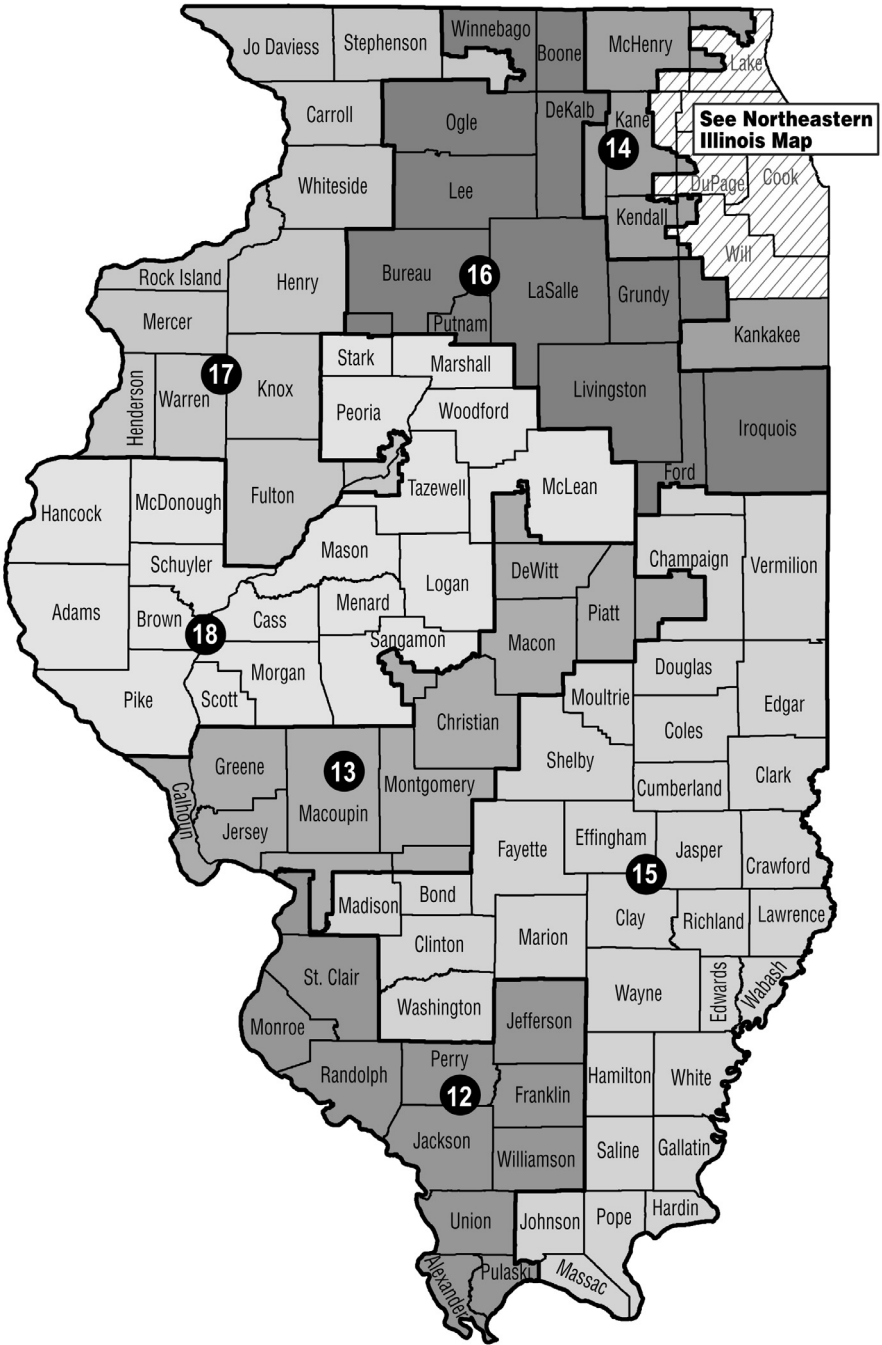 Jo Daviess
Stephenson
Winnebago
Boone
McHenry
Lake
Carroll
Ogle
DeKalb
Kane
See Northeastern
Illinois Map
14
Whiteside
Lee
DuPage
Cook
Kendall
Will
Rock Island
Henry
Bureau
16
LaSalle
Grundy
Mercer
Putnam
Kankakee
Stark
Marshall
17
Henderson
Warren
Knox
Peoria
Woodford
Livingston
Iroquois
Ford
Fulton
Tazewell
McLean
Hancock
McDonough
Mason
Champaign
Vermilion
Schuyler
Logan
DeWitt
Adams
Brown
Cass
Menard
Piatt
18
Sangamon
Macon
Pike
Scott
Morgan
Douglas
Moultrie
Edgar
Christian
Coles
Greene
13
Montgomery
Shelby
Cumberland
Clark
Calhoun
Macoupin
Jersey
Fayette
Effingham
Jasper
Crawford
15
Madison
Bond
Clay
Richland
Lawrence
Clinton
Marion
St. Clair
Washington
Wayne
Edwards
Wabash
Monroe
Jefferson
Perry
Randolph
12
Franklin
Hamilton
White
Jackson
Williamson
Saline
Gallatin
Union
Johnson
Pope
Hardin
Alexander
Pulaski
Massac